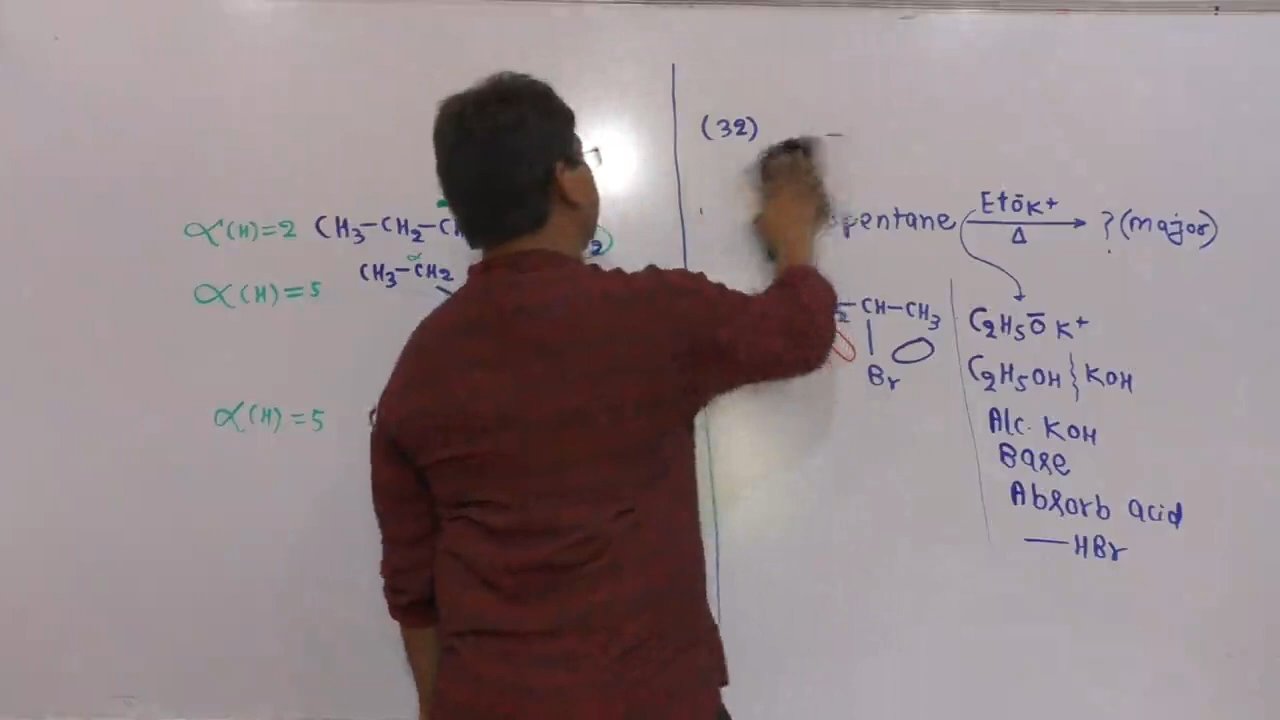 α(H)=2 CH3-CH2-
CH3-CH2
α
α(H)=5
α(H)=5
(32)
pentane EtŌK+ ?(major)
Δ
-CH-CH3
Br
C2H5Ō K+
C2H5OH } KOH
Alc. KOH
Base
Absorb acid
—HBr